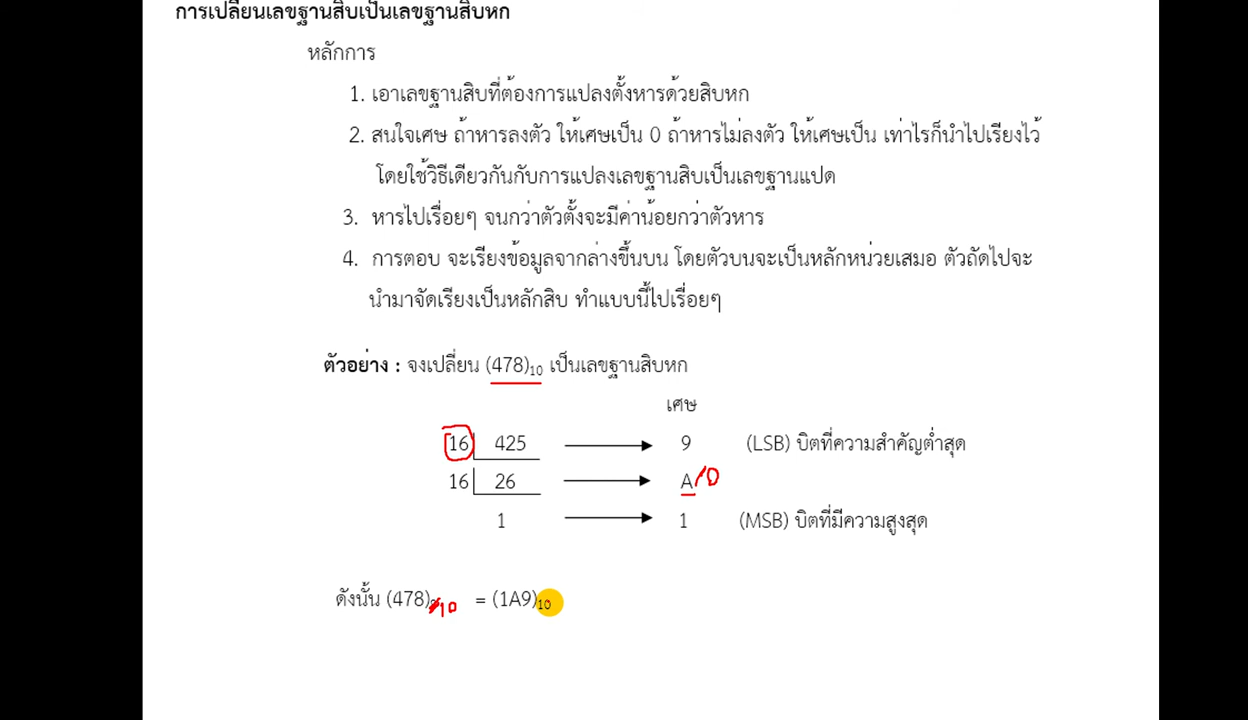 การเปลี่ยนเลขฐานสิบเป็นเลขฐานสิบหก
หลักการ
1. เอาเลขฐานสิบที่ต้องการแปลงตั้งหารด้วยสิบหก
2. สนใจเศษ ถ้าหารลงตัว ให้เศษเป็น 0 ถ้าหารไม่ลงตัว ให้เศษเป็น เท่าไรก็นำไปเรียงไว้
โดยใช้วิธีเดียวกันกับการแปลงเลขฐานสิบเป็นเลขฐานแปด
3. หารไปเรื่อยๆ จนกว่าตัวตั้งจะมีค่าน้อยกว่าตัวหาร
4. การตอบ จะเรียงข้อมูลจากล่างขึ้นบน โดยตัวบนจะเป็นหลักหน่วยเสมอ ตัวถัดไปจะ
นำมาจัดเรียงเป็นหลักสิบ ทำแบบนี้ไปเรื่อยๆ
ตัวอย่าง : จงเปลี่ยน (478)₁₀ เป็นเลขฐานสิบหก
เศษ
16 425 9 (LSB) บิตที่ความสำคัญต่ำสุด
16 26 A 10
1 1 (MSB) บิตที่มีความสูงสุด
ดังนั้น (478) 10 = (1A9)₁₀